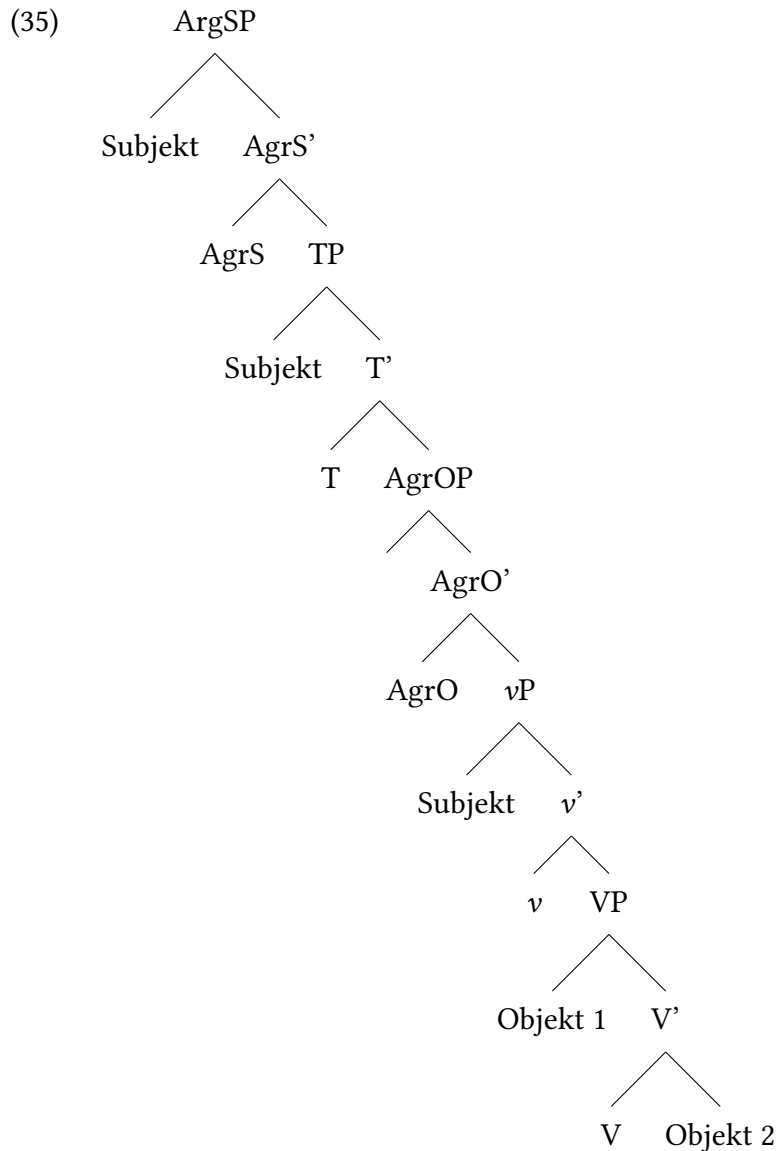 (35) ArgSP
Subjekt AgrS’
AgrS TP
Subjekt T’
T AgrOP
AgrO’
AgrO vP
Subjekt v’
v VP
Objekt 1 V’
V Objekt 2